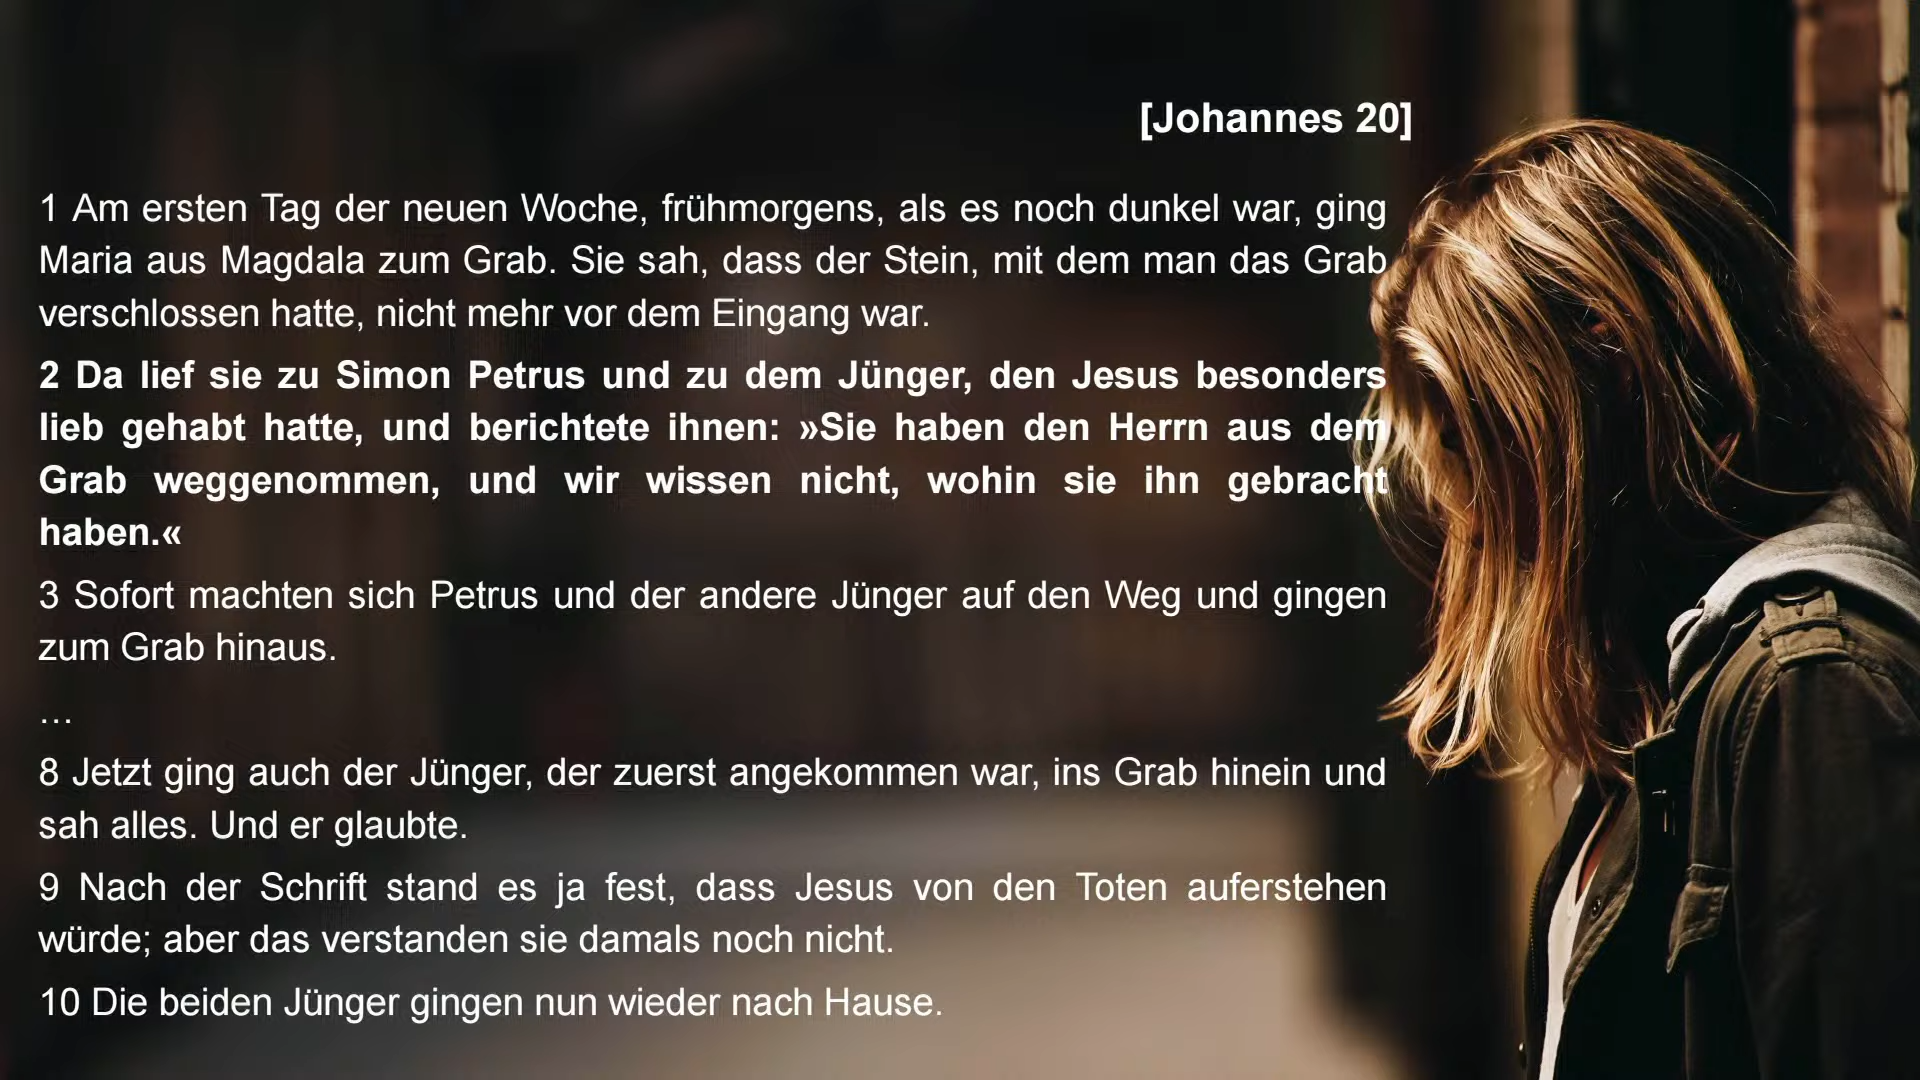 [Johannes 20]
1 Am ersten Tag der neuen Woche, frühmorgens, als es noch dunkel war, ging
Maria aus Magdala zum Grab. Sie sah, dass der Stein, mit dem man das Grab
verschlossen hatte, nicht mehr vor dem Eingang war.
2 Da lief sie zu Simon Petrus und zu dem Jünger, den Jesus besonders
lieb gehabt hatte, und berichtete ihnen: »Sie haben den Herrn aus dem
Grab weggenommen, und wir wissen nicht, wohin sie ihn gebracht
haben.«
3 Sofort machten sich Petrus und der andere Jünger auf den Weg und gingen
zum Grab hinaus.
…
8 Jetzt ging auch der Jünger, der zuerst angekommen war, ins Grab hinein und
sah alles. Und er glaubte.
9 Nach der Schrift stand es ja fest, dass Jesus von den Toten auferstehen
würde; aber das verstanden sie damals noch nicht.
10 Die beiden Jünger gingen nun wieder nach Hause.